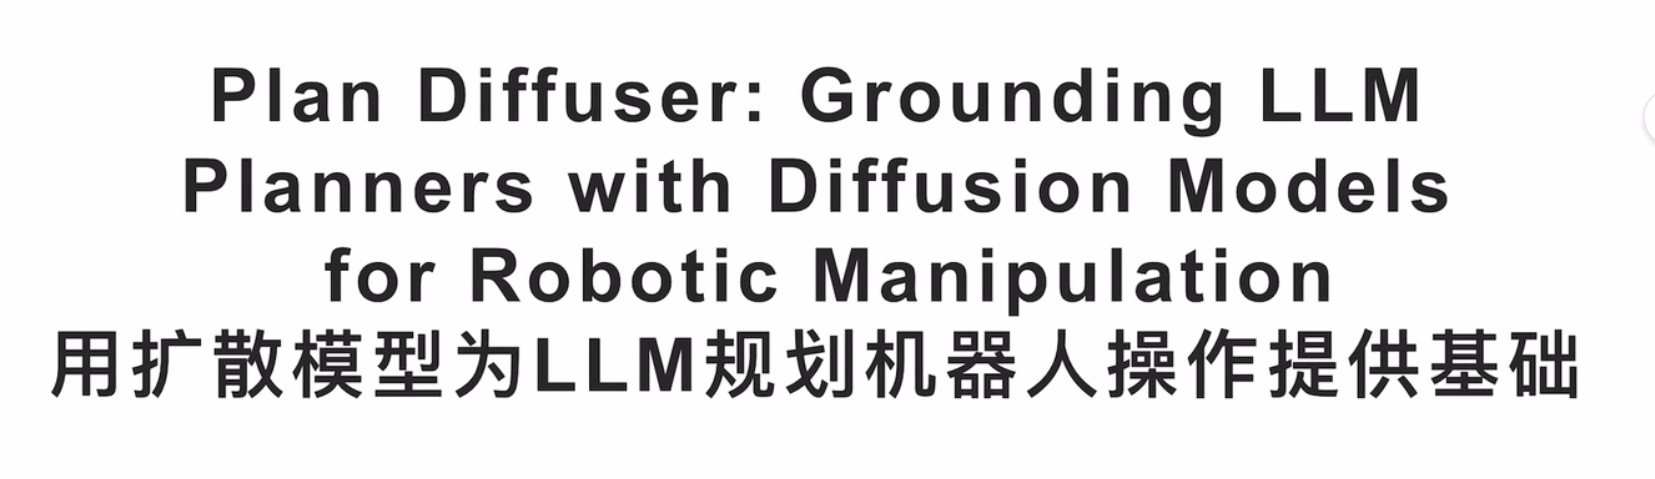 Plan Diffuser: Grounding LLM
Planners with Diffusion Models
for Robotic Manipulation
用扩散模型为LLM规划机器人操作提供基础